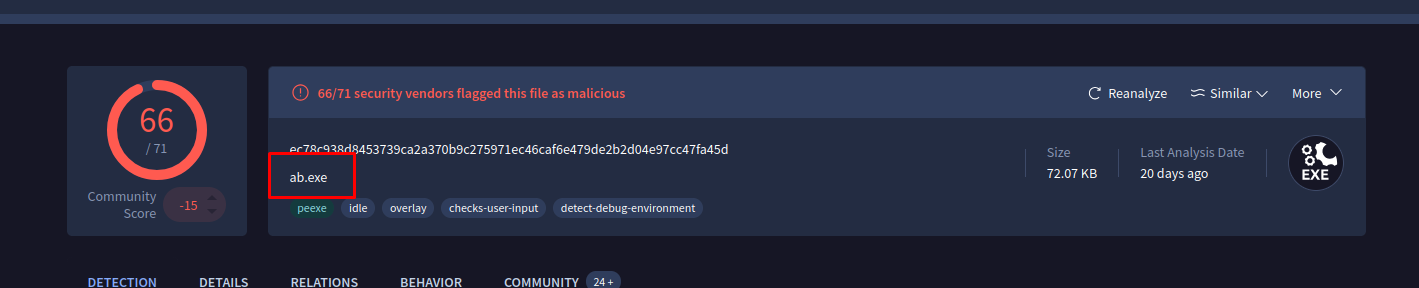 66/71 security vendors flagged this file as malicious
Reanalyze
Similar
More
66
/ 71
Community
Score
-15
ec78c938d8453739ca2a370b9c275971ec46caf6e479de2b2d04e97cc47fa45d
ab.exe
peexe
idle
overlay
checks-user-input
detect-debug-environment
Size
72.07 KB
Last Analysis Date
20 days ago
EXE
DETECTION
DETAILS
RELATIONS
BEHAVIOR
COMMUNITY
24 +